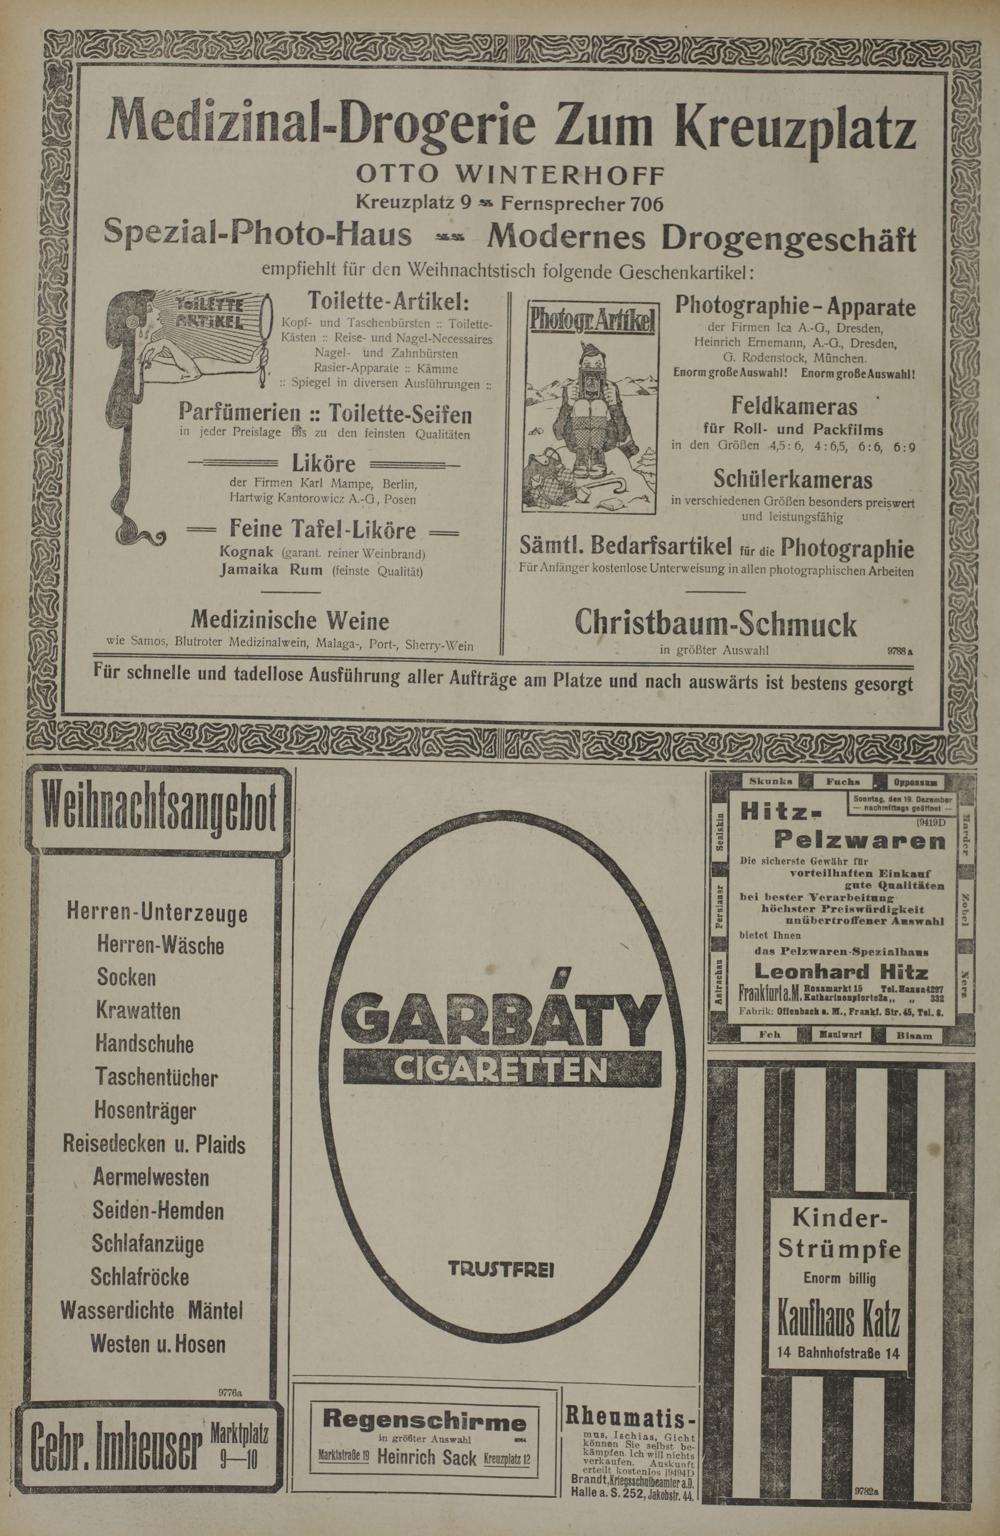 Medizinal-Drogerie Zum Kreuzplatz
OTTO WINTERHOFF
Kreuzplatz 9 Fernsprecher 706
Spezial-Photo-Haus Modernes Drogengeschäft
empfiehlt für den Weihnachtstisch folgende Geschenkartikel:
TOILETTE
ARTIKEL
Toilette-Artikel:
Kopf- und Taschenbürsten :: Toilette-
Kästen :: Reise- und Nagel-Necessaires
Nagel- und Zahnbürsten
Rasier-Apparate :: Kämme
:: Spiegel in diversen Ausführungen ::
Parfümerien :: Toilette-Seifen
in jeder Preislage bis zu den feinsten Qualitäten
Liköre
der Firmen Karl Mampe, Berlin,
Hartwig Kantorowicz A.-G, Posen
Feine Tafel-Liköre
Kognak (garant. reiner Weinbrand)
Jamaika Rum (feinste Qualität)
Medizinische Weine
wie Samos, Blutroter Medizinalwein, Malaga-, Port-, Sherry-Wein
Photogr. Artikel
Photographie-Apparate
der Firmen Ica A.-G., Dresden,
Heinrich Ernemann, A.-G., Dresden,
G. Rodenstock, München.
Enorm große Auswahl! Enorm große Auswahl!
Feldkameras
für Roll- und Packfilms
in den Größen 4,5:6, 4:6,5, 6:6, 6:9
Schülerkameras
in verschiedenen Größen besonders preiswert
und leistungsfähig
Sämtl. Bedarfsartikel für die Photographie
Für Anfänger kostenlose Unterweisung in allen photographischen Arbeiten
Christbaum-Schmuck
in größter Auswahl 9788a
Für schnelle und tadellose Ausführung aller Aufträge am Platze und nach auswärts ist bestens gesorgt
Weihnachtsangebot
Herren-Unterzeuge
Herren-Wäsche
Socken
Krawatten
Handschuhe
Taschentücher
Hosenträger
Reisedecken u. Plaids
Aermelwesten
Seiden-Hemden
Schlafanzüge
Schlafröcke
Wasserdichte Mäntel
Westen u. Hosen
9776a
Gebr. Imheuser Marktplatz
9—10
GARBÁTY
CIGARETTEN
TRUSTFREI
Regenschirme
in größter Auswahl
Marktstraße 19 Heinrich Sack Kreuzplatz 12
Rheumatis-
mus, Ischias, Gicht
können Sie selbst be-
kämpfen. Ich will nichts
verkaufen. Auskunft
erteilt kostenlos [9494D
Brandt, Kriegsschulbeamter a.D.
Halle a. S. 252, Jakobstr. 44.
Skunks Fuchs Oppossum
Sealskin
Persianer
Astrachan
Marder
Zobel
Nerz
Sonntag, den 19. Dezember
— nachmittags geöffnet —
Hitz-
[9419D
Pelzwaren
Die sicherste Gewähr für
vorteilhaften Einkauf
gute Qualitäten
bei bester Verarbeitung
höchster Preiswürdigkeit
unübertroffener Auswahl
bietet Ihnen
das Pelzwaren-Spezialhaus
Leonhard Hitz
Frankfurt a. M. Rossmarkt 15 Tel. Hansa 4297
Katharinenpforte 2a „ „ 332
Fabrik: Offenbach a. M., Frankf. Str. 45, Tel. 8.
Feh Maulwurf Bisam
Kinder-
Strümpfe
Enorm billig
Kaufhaus Katz
14 Bahnhofstraße 14
9782a